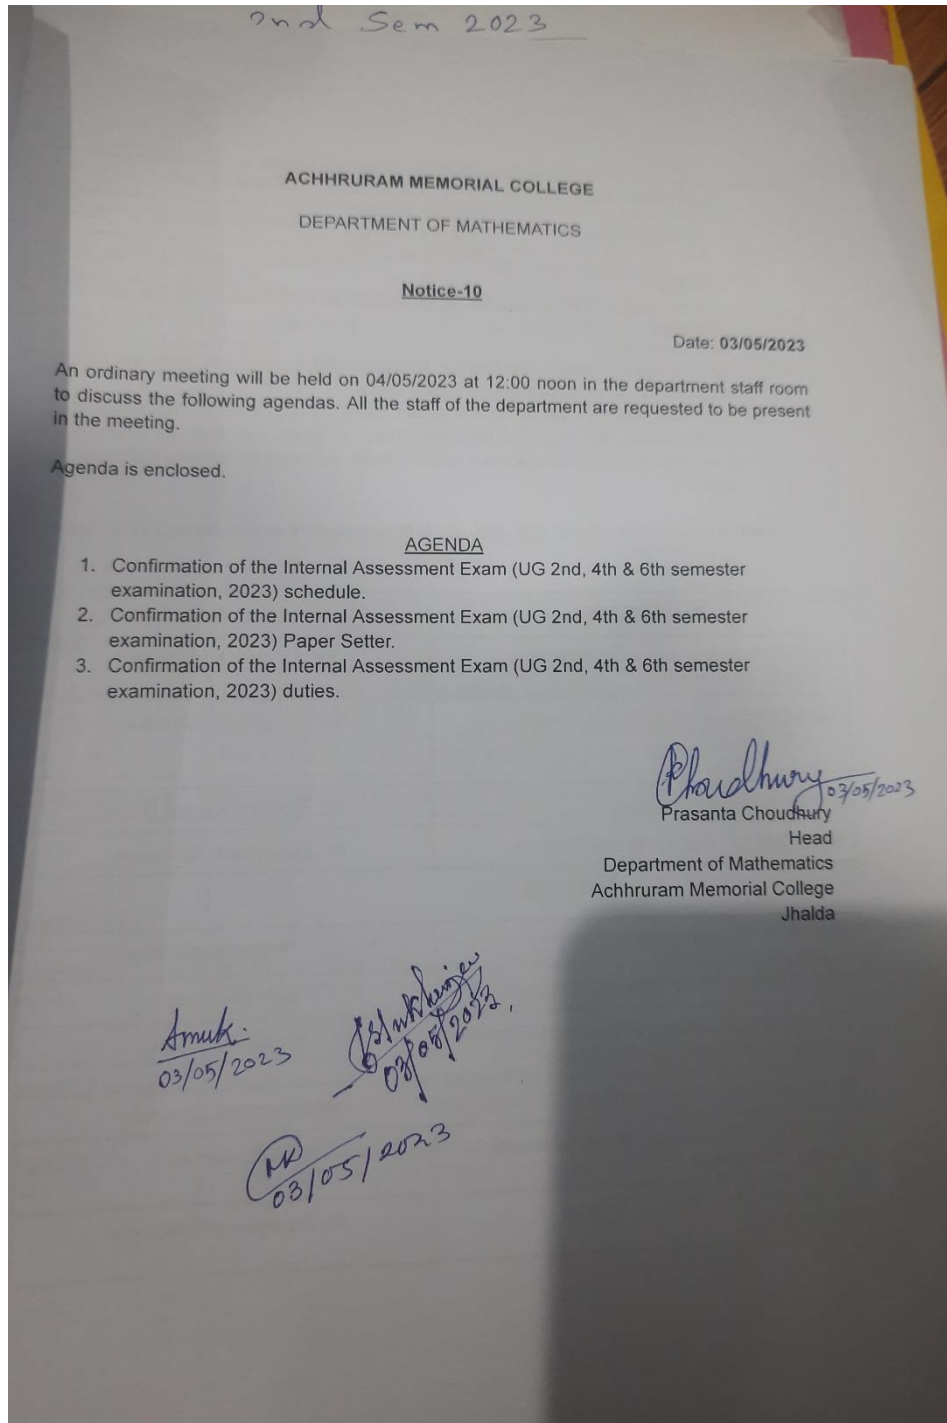 2nd Sem 2023
ACHHRURAM MEMORIAL COLLEGE
DEPARTMENT OF MATHEMATICS
Notice-10
Date: 03/05/2023
An ordinary meeting will be held on 04/05/2023 at 12:00 noon in the department staff room
to discuss the following agendas. All the staff of the department are requested to be present
in the meeting.
Agenda is enclosed.
AGENDA
1. Confirmation of the Internal Assessment Exam (UG 2nd, 4th & 6th semester
examination, 2023) schedule.
2. Confirmation of the Internal Assessment Exam (UG 2nd, 4th & 6th semester
examination, 2023) Paper Setter.
3. Confirmation of the Internal Assessment Exam (UG 2nd, 4th & 6th semester
examination, 2023) duties.
PChoudhury
03/05/2023
Prasanta Choudhury
Head
Department of Mathematics
Achhruram Memorial College
Jhalda
03/05/2023
03/05/2023
03/05/2023